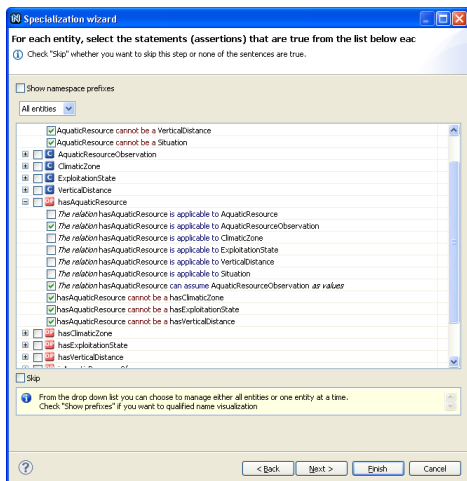 Specialization wizard
For each entity, select the statements (assertions) that are true from the list below eac
Check "Skip" whether you want to skip this step or none of the sentences are true.
Show namespace prefixes
All entities
AquaticResource cannot be a VerticalDistance
AquaticResource cannot be a Situation
C AquaticResourceObservation
C ClimaticZone
C ExploitationState
C VerticalDistance
OP hasAquaticResource
The relation hasAquaticResource is applicable to AquaticResource
The relation hasAquaticResource is applicable to AquaticResourceObservation
The relation hasAquaticResource is applicable to ClimaticZone
The relation hasAquaticResource is applicable to ExploitationState
The relation hasAquaticResource is applicable to VerticalDistance
The relation hasAquaticResource is applicable to Situation
The relation hasAquaticResource can assume AquaticResourceObservation as values
hasAquaticResource cannot be a hasClimaticZone
hasAquaticResource cannot be a hasExploitationState
hasAquaticResource cannot be a hasVerticalDistance
OP hasClimaticZone
OP hasExploitationState
OP hasVerticalDistance
Skip
From the drop down list you can choose to manage either all entities or one entity at a time.
Check "Show prefixes" if you want to qualified name visualization
? < Back Next > Finish Cancel